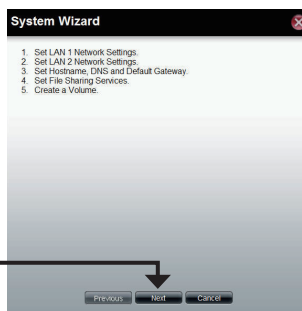 System Wizard
1. Set LAN 1 Network Settings.
2. Set LAN 2 Network Settings.
3. Set Hostname, DNS and Default Gateway.
4. Set File Sharing Services.
5. Create a Volume.
Previous Next Cancel